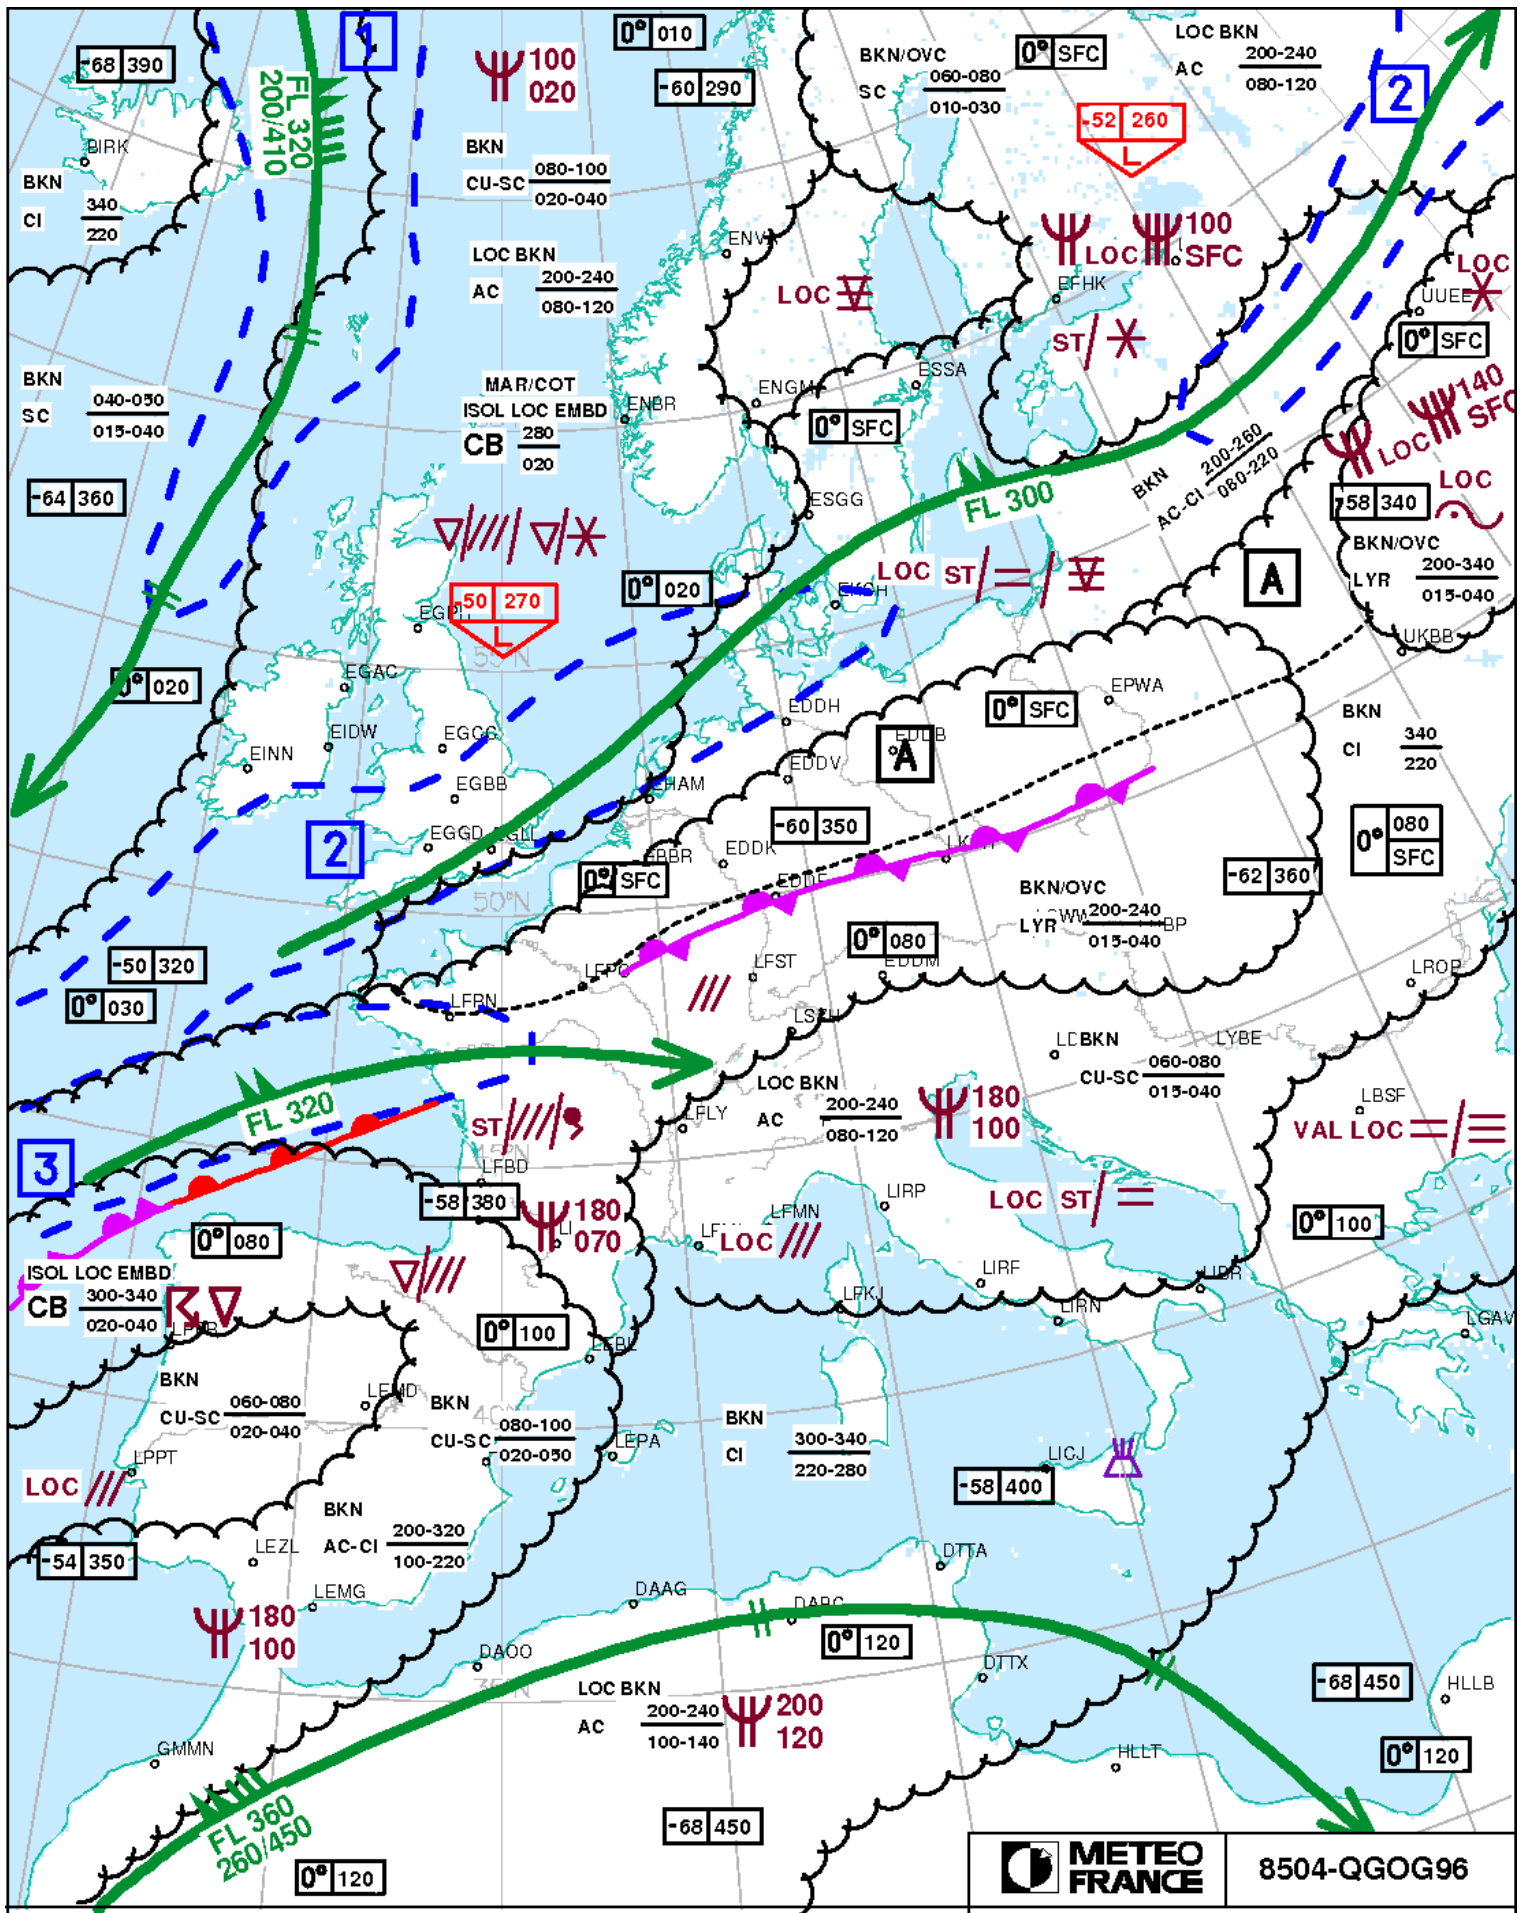 1
0° 010
100
020
-68 390
FL 320
200/410
-60 290
BKN/OVC
SC 060-080
010-030
0° SFC
LOC BKN
AC 200-240
080-120
2
-52 260
L
BIRK
BKN
CI 340
220
BKN
CU-SC 080-100
020-040
LOC BKN
AC 200-240
080-120
LOC
LOC
100
SFC
EFHK
LOC
UUEE
0° SFC
ST/
BKN
SC 040-050
015-040
MAR/COT
ISOL LOC EMBD
CB 280
020
ENBR
ENGM
ESSA
0° SFC
LOC
140
SFC
-64 360
ESGG
FL 300
BKN
AC-CI 200-260
080-220
-58 340
LOC
BKN/OVC
LYR 200-340
015-040
0° 020
-50 270
L
55°N
LOC ST/
A
UKBB
EGAC
0° 020
EIDW
EINN
EGBB
EGGD
EDDH
EDDV
EDDB
A
0° SFC
EPWA
BKN
CI 340
220
2
EHAM
-60 350
0° 080
SFC
EDDK
0° SFC
50°N
EDDF
BKN/OVC
LYR 200-240
015-040
-62 360
-50 320
0° 030
0° 080
EDDM
LFST
LFRN
LROP
FL 320
LOC BKN
AC 200-240
080-120
180
100
BKN
CU-SC 060-080
015-040
LYBE
LBSF
VAL LOC
LFLY
ST/
3
LFBD
-58 380
180
070
LIRP
LFMN
LOC
LOC ST/
0° 100
0° 080
ISOL LOC EMBD
CB 300-340
020-040
LIRF
LFKJ
LIBR
LIRN
LGAV
0° 100
LEBL
BKN
CU-SC 060-080
020-040
LEMD
BKN
CU-SC 080-100
020-050
LEPA
BKN
CI 300-340
220-280
LPPT
LOC
LICJ
-58 400
-54 350
LEZL
BKN
AC-CI 200-320
100-220
LEMG
180
100
DTTA
DAAG
DABC
0° 120
DAOO
DTTX
LOC BKN
AC 200-240
100-140
200
120
-68 450
HLLB
GMMN
HLLT
0° 120
FL 360
260/450
-68 450
0° 120
METEO
FRANCE
8504-QGOG96